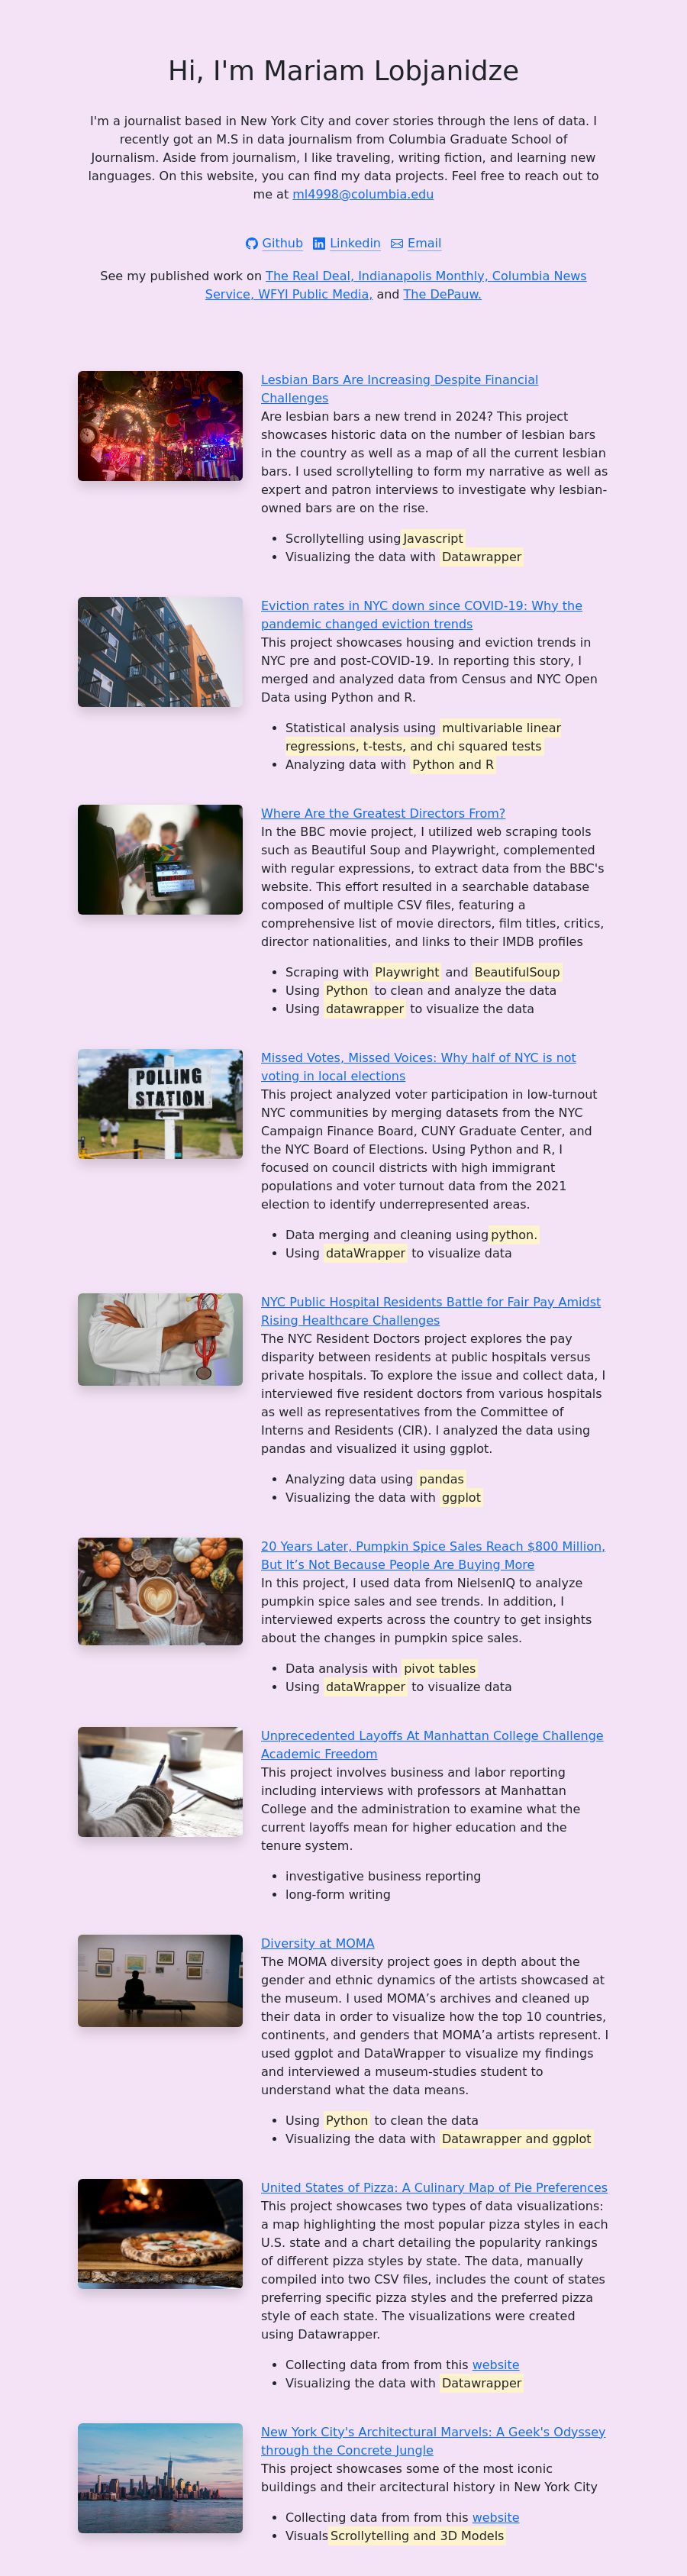 Hi, I'm Mariam Lobjanidze
I'm a journalist based in New York City and cover stories through the lens of data. I
recently got an M.S in data journalism from Columbia Graduate School of
Journalism. Aside from journalism, I like traveling, writing fiction, and learning new
languages. On this website, you can find my data projects. Feel free to reach out to
me at ml4998@columbia.edu
Github Linkedin Email
See my published work on The Real Deal, Indianapolis Monthly, Columbia News
Service, WFYI Public Media, and The DePauw.
Lesbian Bars Are Increasing Despite Financial
Challenges
Are lesbian bars a new trend in 2024? This project
showcases historic data on the number of lesbian bars
in the country as well as a map of all the current lesbian
bars. I used scrollytelling to form my narrative as well as
expert and patron interviews to investigate why lesbian-
owned bars are on the rise.
• Scrollytelling using Javascript
• Visualizing the data with Datawrapper
Eviction rates in NYC down since COVID-19: Why the
pandemic changed eviction trends
This project showcases housing and eviction trends in
NYC pre and post-COVID-19. In reporting this story, I
merged and analyzed data from Census and NYC Open
Data using Python and R.
• Statistical analysis using multivariable linear
regressions, t-tests, and chi squared tests
• Analyzing data with Python and R
Where Are the Greatest Directors From?
In the BBC movie project, I utilized web scraping tools
such as Beautiful Soup and Playwright, complemented
with regular expressions, to extract data from the BBC's
website. This effort resulted in a searchable database
composed of multiple CSV files, featuring a
comprehensive list of movie directors, film titles, critics,
director nationalities, and links to their IMDB profiles
• Scraping with Playwright and BeautifulSoup
• Using Python to clean and analyze the data
• Using datawrapper to visualize the data
POLLING
STATION
Missed Votes, Missed Voices: Why half of NYC is not
voting in local elections
This project analyzed voter participation in low-turnout
NYC communities by merging datasets from the NYC
Campaign Finance Board, CUNY Graduate Center, and
the NYC Board of Elections. Using Python and R, I
focused on council districts with high immigrant
populations and voter turnout data from the 2021
election to identify underrepresented areas.
• Data merging and cleaning using python.
• Using dataWrapper to visualize data
NYC Public Hospital Residents Battle for Fair Pay Amidst
Rising Healthcare Challenges
The NYC Resident Doctors project explores the pay
disparity between residents at public hospitals versus
private hospitals. To explore the issue and collect data, I
interviewed five resident doctors from various hospitals
as well as representatives from the Committee of
Interns and Residents (CIR). I analyzed the data using
pandas and visualized it using ggplot.
• Analyzing data using pandas
• Visualizing the data with ggplot
20 Years Later, Pumpkin Spice Sales Reach $800 Million,
But It’s Not Because People Are Buying More
In this project, I used data from NielsenIQ to analyze
pumpkin spice sales and see trends. In addition, I
interviewed experts across the country to get insights
about the changes in pumpkin spice sales.
• Data analysis with pivot tables
• Using dataWrapper to visualize data
Unprecedented Layoffs At Manhattan College Challenge
Academic Freedom
This project involves business and labor reporting
including interviews with professors at Manhattan
College and the administration to examine what the
current layoffs mean for higher education and the
tenure system.
• investigative business reporting
• long-form writing
Diversity at MOMA
The MOMA diversity project goes in depth about the
gender and ethnic dynamics of the artists showcased at
the museum. I used MOMA’s archives and cleaned up
their data in order to visualize how the top 10 countries,
continents, and genders that MOMA’a artists represent. I
used ggplot and DataWrapper to visualize my findings
and interviewed a museum-studies student to
understand what the data means.
• Using Python to clean the data
• Visualizing the data with Datawrapper and ggplot
United States of Pizza: A Culinary Map of Pie Preferences
This project showcases two types of data visualizations:
a map highlighting the most popular pizza styles in each
U.S. state and a chart detailing the popularity rankings
of different pizza styles by state. The data, manually
compiled into two CSV files, includes the count of states
preferring specific pizza styles and the preferred pizza
style of each state. The visualizations were created
using Datawrapper.
• Collecting data from from this website
• Visualizing the data with Datawrapper
New York City's Architectural Marvels: A Geek's Odyssey
through the Concrete Jungle
This project showcases some of the most iconic
buildings and their arcitectural history in New York City
• Collecting data from from this website
• Visuals Scrollytelling and 3D Models